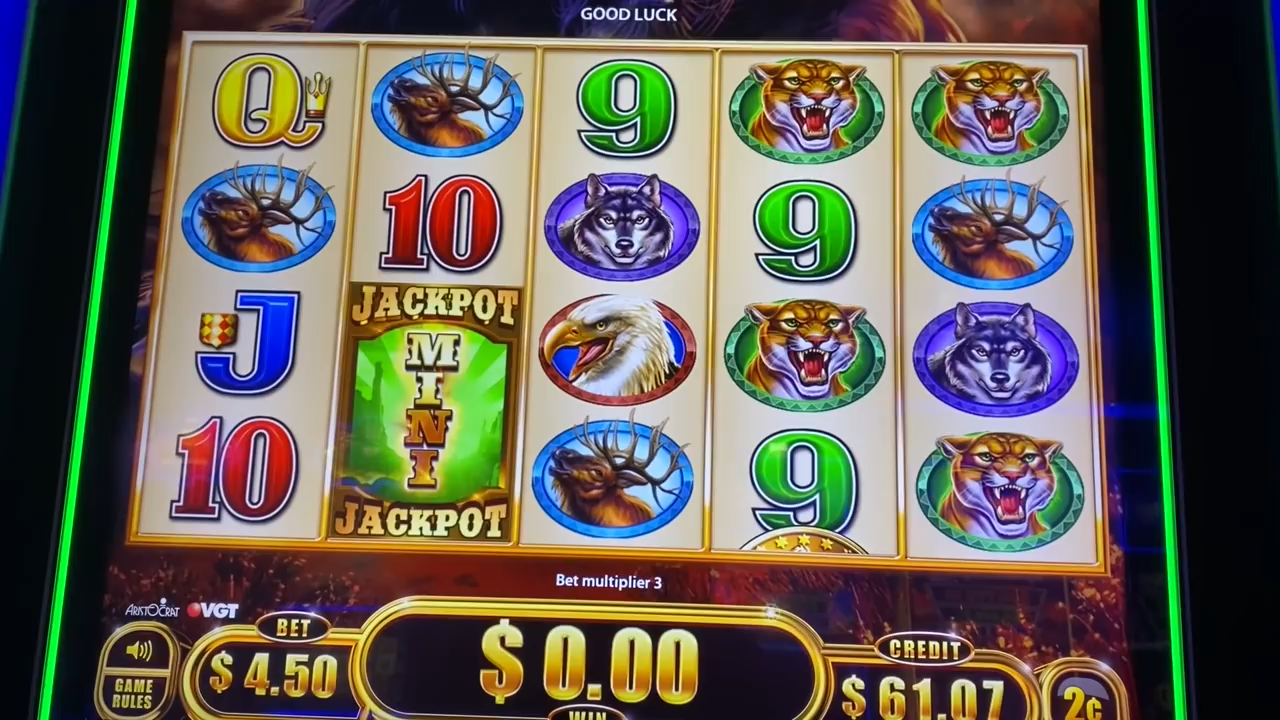 GOOD LUCK
Q 9
10 9
JACKPOT
J
MINI
10 9
JACKPOT
Bet multiplier 3
ARISTOCRAT VGT
BET
$ 4.50
$ 0.00
WIN
CREDIT
$ 61.07
2¢
GAME
RULES